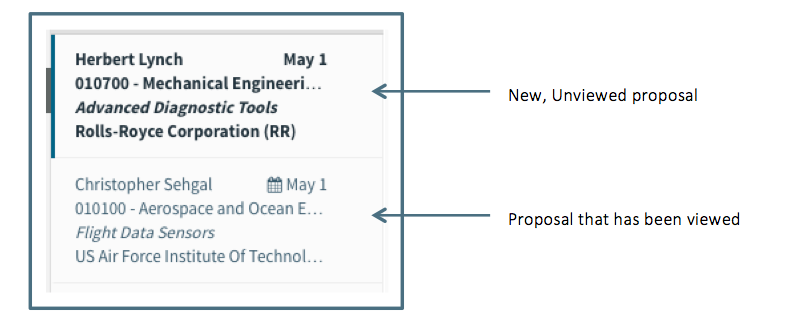 Herbert Lynch May 1
010700 - Mechanical Engineeri...
Advanced Diagnostic Tools
Rolls-Royce Corporation (RR)
New, Unviewed proposal
Christopher Sehgal May 1
010100 - Aerospace and Ocean E...
Flight Data Sensors
US Air Force Institute Of Technol...
Proposal that has been viewed